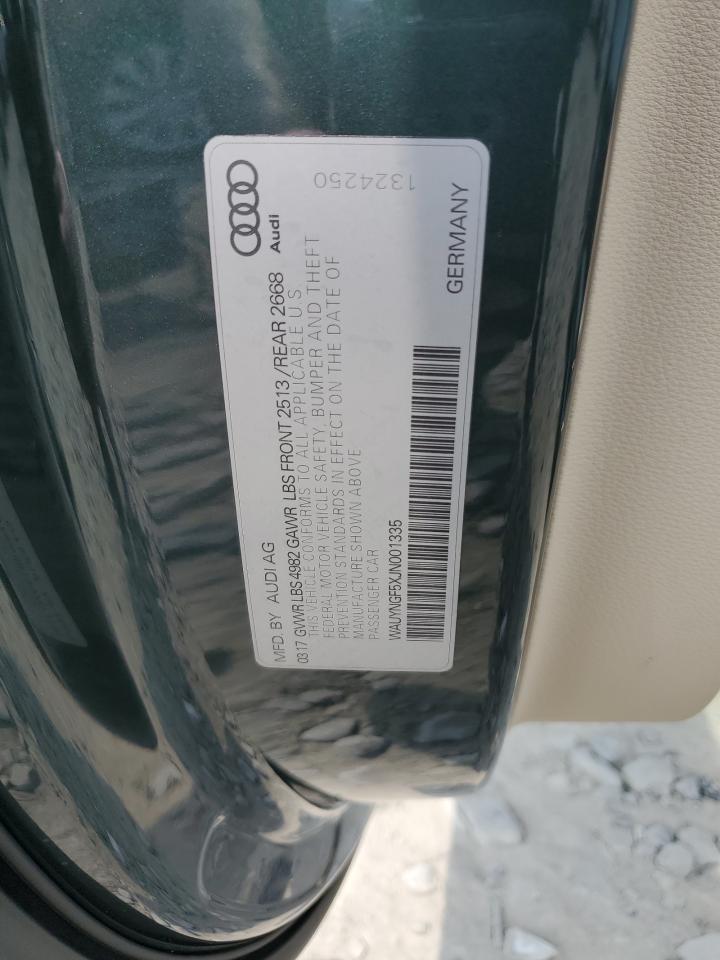 Audi
MFD. BY AUDI AG
0317 GVWR LBS 4982 GAWR LBS FRONT 2513 / REAR 2668
THIS VEHICLE CONFORMS TO ALL APPLICABLE U S
FEDERAL MOTOR VEHICLE SAFETY, BUMPER AND THEFT
PREVENTION STANDARDS IN EFFECT ON THE DATE OF
MANUFACTURE SHOWN ABOVE
PASSENGER CAR
WAUYNGF5XJN001335
GERMANY
1324250